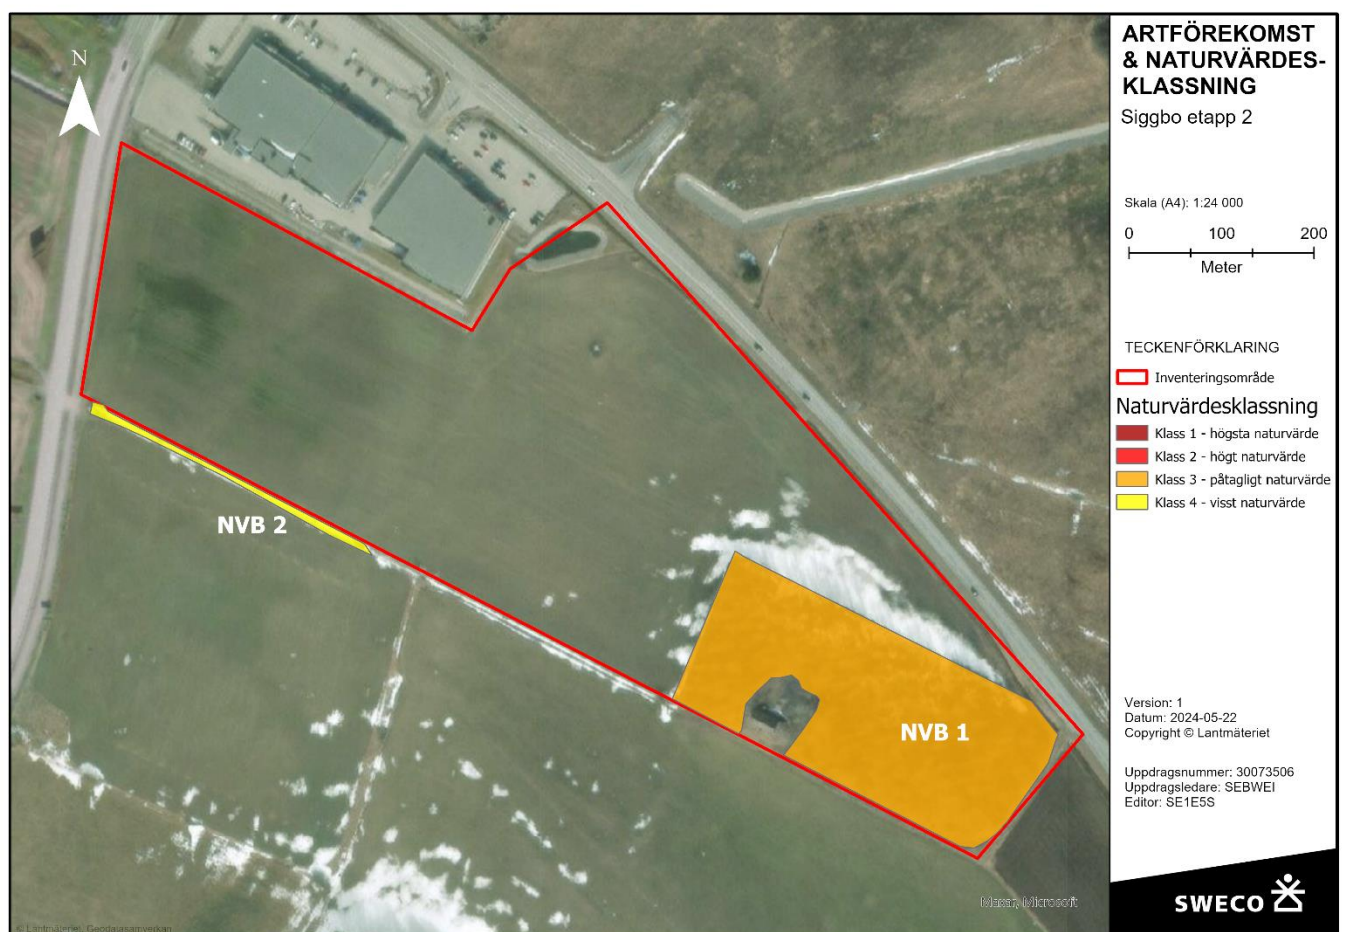 ARTFÖREKOMST
& NATURVÄRDES-
KLASSNING
Siggbo etapp 2
N
Skala (A4): 1:24 000
0 100 200
Meter
TECKENFÖRKLARING
Inventeringsområde
Naturvärdesklassning
Klass 1 - högsta naturvärde
Klass 2 - högt naturvärde
Klass 3 - påtagligt naturvärde
Klass 4 - visst naturvärde
NVB 2
NVB 1
Version: 1
Datum: 2024-05-22
Copyright © Lantmäteriet
Uppdragsnummer: 30073506
Uppdragsledare: SEBWEI
Editor: SE1E5S
Maxar, Microsoft
© Lantmäteriet, Geodatasamverkan
SWECO